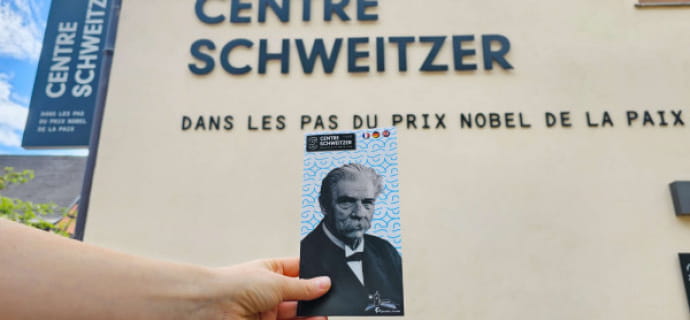 CENTRE
SCHWEITZER
DANS LES PAS DU PRIX NOBEL DE LA PAIX
CENTRE
SCHWEITZER
DANS LES PAS
DU PRIX NOBEL
DE LA PAIX
CENTRE
SCHWEITZER